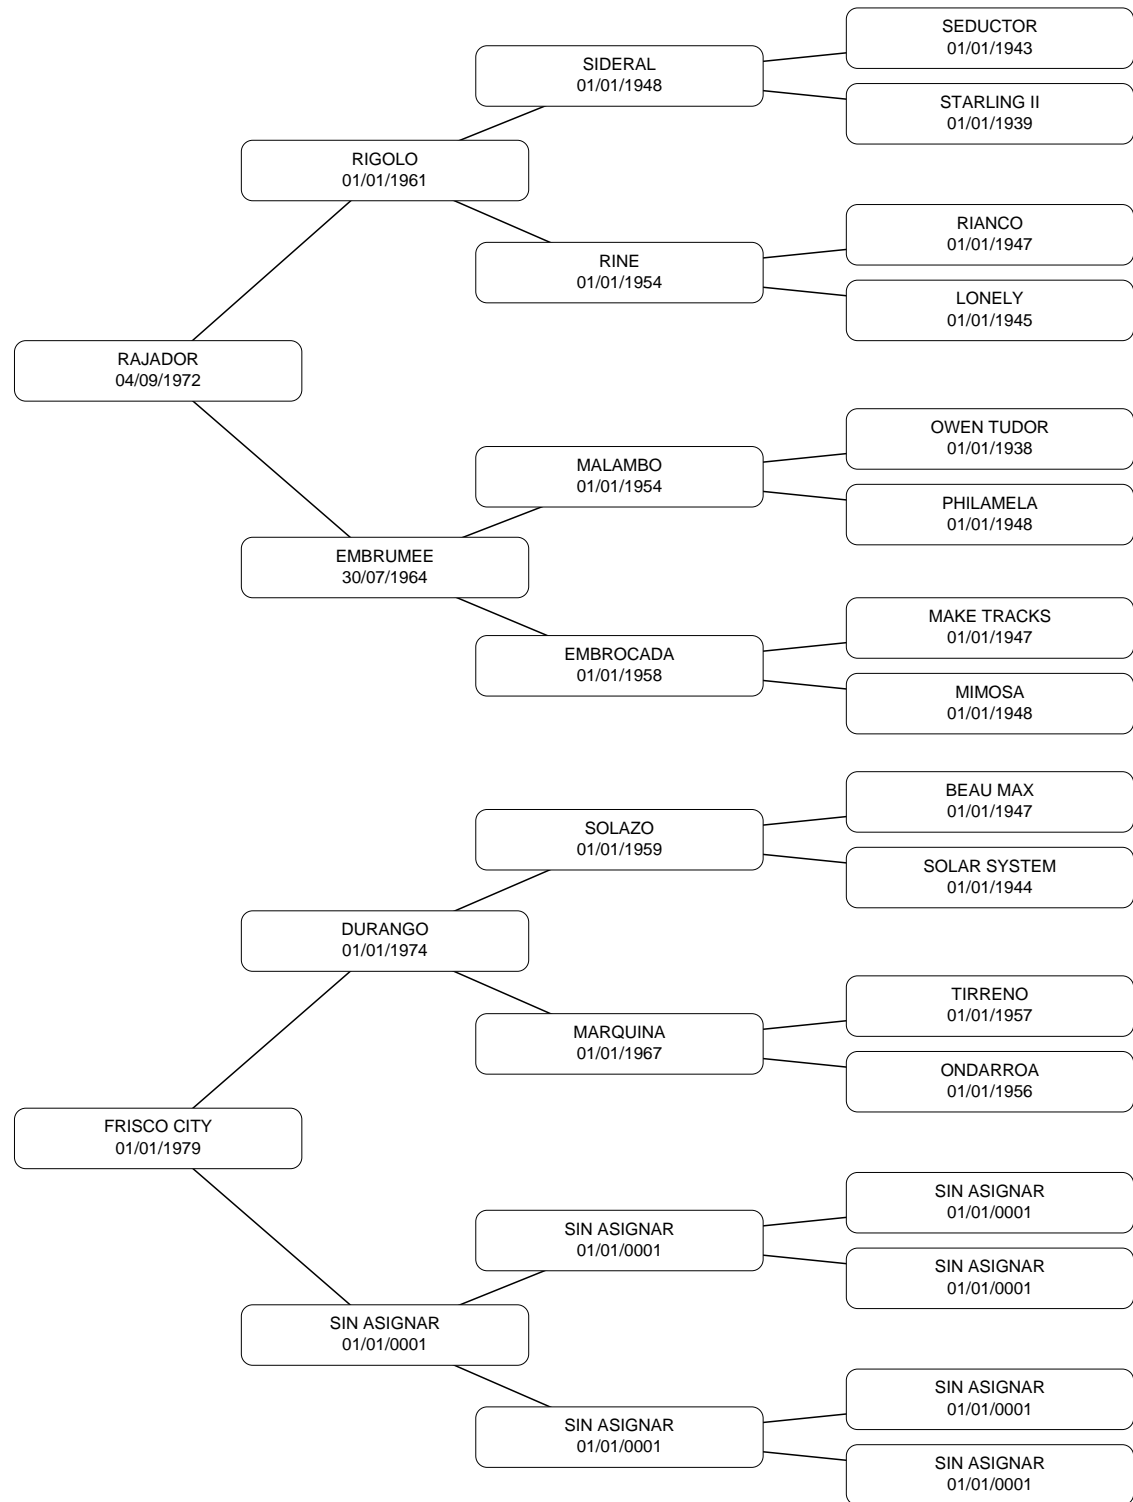 SEDUCTOR
01/01/1943
SIDERAL
01/01/1948
STARLING II
01/01/1939
RIGOLO
01/01/1961
RIANCO
01/01/1947
RINE
01/01/1954
LONELY
01/01/1945
RAJADOR
04/09/1972
OWEN TUDOR
01/01/1938
MALAMBO
01/01/1954
PHILAMELA
01/01/1948
EMBRUMEE
30/07/1964
MAKE TRACKS
01/01/1947
EMBROCADA
01/01/1958
MIMOSA
01/01/1948
BEAU MAX
01/01/1947
SOLAZO
01/01/1959
SOLAR SYSTEM
01/01/1944
DURANGO
01/01/1974
TIRRENO
01/01/1957
MARQUINA
01/01/1967
ONDARROA
01/01/1956
FRISCO CITY
01/01/1979
SIN ASIGNAR
01/01/0001
SIN ASIGNAR
01/01/0001
SIN ASIGNAR
01/01/0001
SIN ASIGNAR
01/01/0001
SIN ASIGNAR
01/01/0001
SIN ASIGNAR
01/01/0001
SIN ASIGNAR
01/01/0001